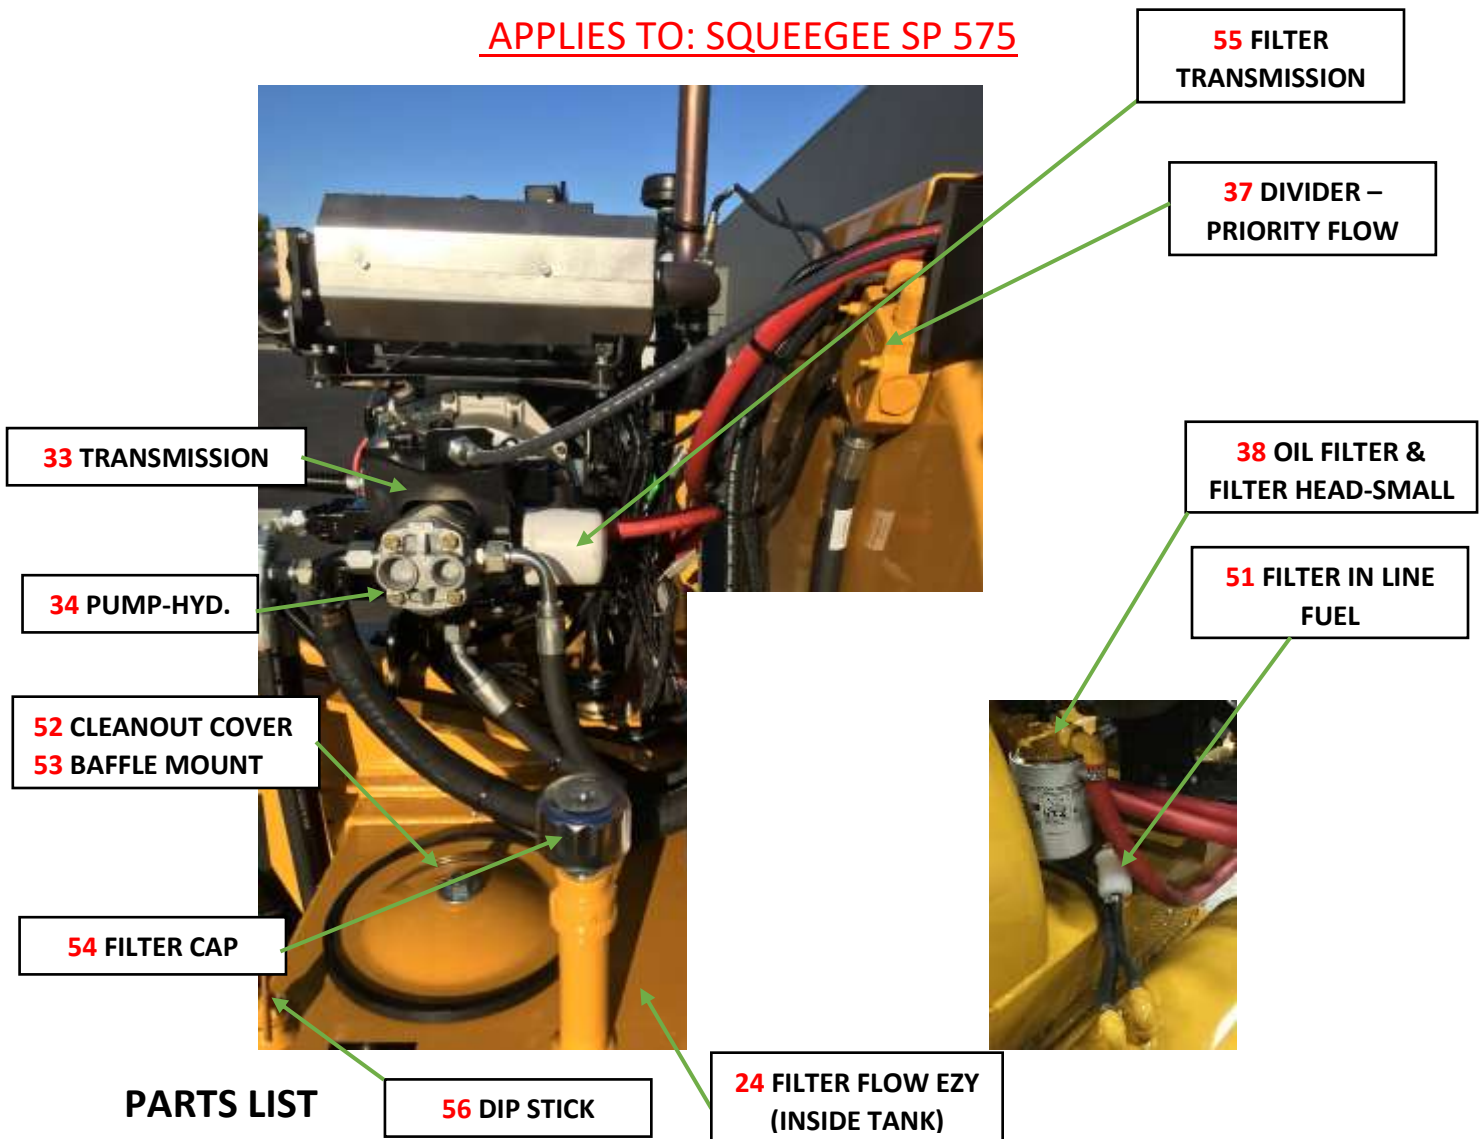 APPLIES TO: SQUEEGEE SP 575
55 FILTER
TRANSMISSION
37 DIVIDER –
PRIORITY FLOW
33 TRANSMISSION
38 OIL FILTER &
FILTER HEAD-SMALL
34 PUMP-HYD.
51 FILTER IN LINE
FUEL
52 CLEANOUT COVER
53 BAFFLE MOUNT
54 FILTER CAP
PARTS LIST
56 DIP STICK
24 FILTER FLOW EZY
(INSIDE TANK)